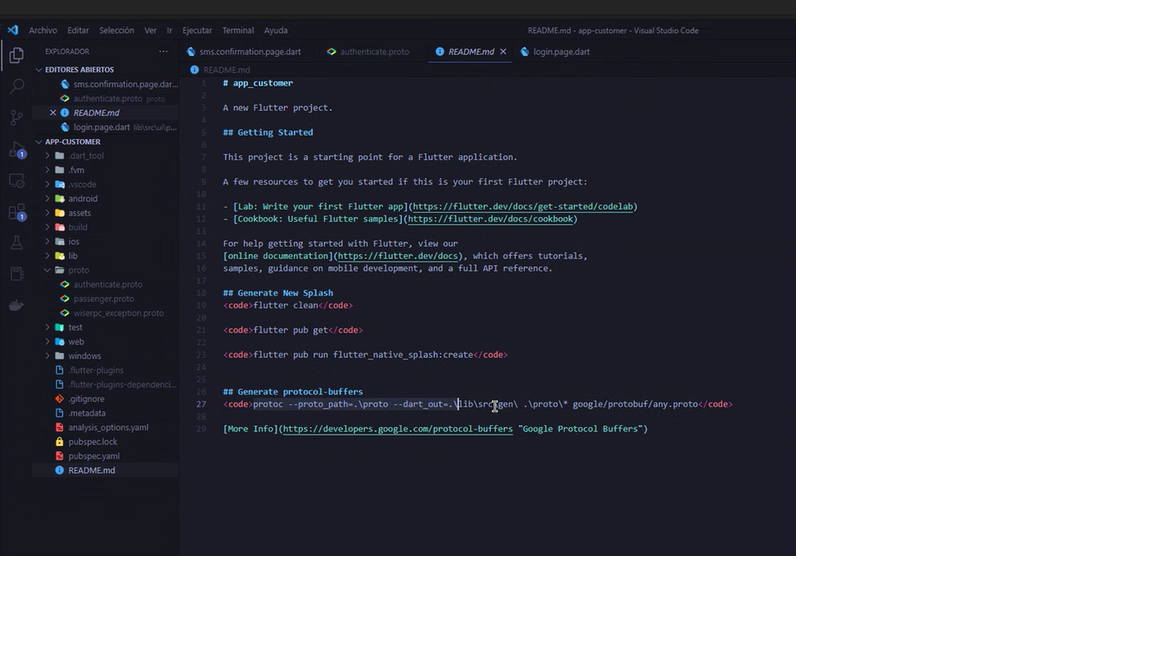 Archivo Editar Selección Ver Ir Ejecutar Terminal Ayuda
README.md - app-customer - Visual Studio Code
EXPLORADOR ...
sms.confirmation.page.dart
authenticate.proto
README.md
login.page.dart
EDITORES ABIERTOS
sms.confirmation.page.dar...
authenticate.proto proto
README.md
login.page.dart lib\src\ui\p...
APP-CUSTOMER
.dart_tool
.fvm
.vscode
android
assets
build
ios
lib
proto
authenticate.proto
passenger.proto
wiserpc_exception.proto
test
web
windows
.flutter-plugins
.flutter-plugins-dependenci...
.gitignore
.metadata
analysis_options.yaml
pubspec.lock
pubspec.yaml
README.md
1
1
README.md
1 # app_customer
2
3 A new Flutter project.
4
5 ## Getting Started
6
7 This project is a starting point for a Flutter application.
8
9 A few resources to get you started if this is your first Flutter project:
10
11 - [Lab: Write your first Flutter app](https://flutter.dev/docs/get-started/codelab)
12 - [Cookbook: Useful Flutter samples](https://flutter.dev/docs/cookbook)
13
14 For help getting started with Flutter, view our
15 [online documentation](https://flutter.dev/docs), which offers tutorials,
16 samples, guidance on mobile development, and a full API reference.
17
18 ## Generate New Splash
19 <code>flutter clean</code>
20
21 <code>flutter pub get</code>
22
23 <code>flutter pub run flutter_native_splash:create</code>
24
25
26 ## Generate protocol-buffers
27 <code>protoc --proto_path=.\proto --dart_out=.\lib\src\gen\ .\proto\* google/protobuf/any.proto</code>
28
29 [More Info](https://developers.google.com/protocol-buffers "Google Protocol Buffers")